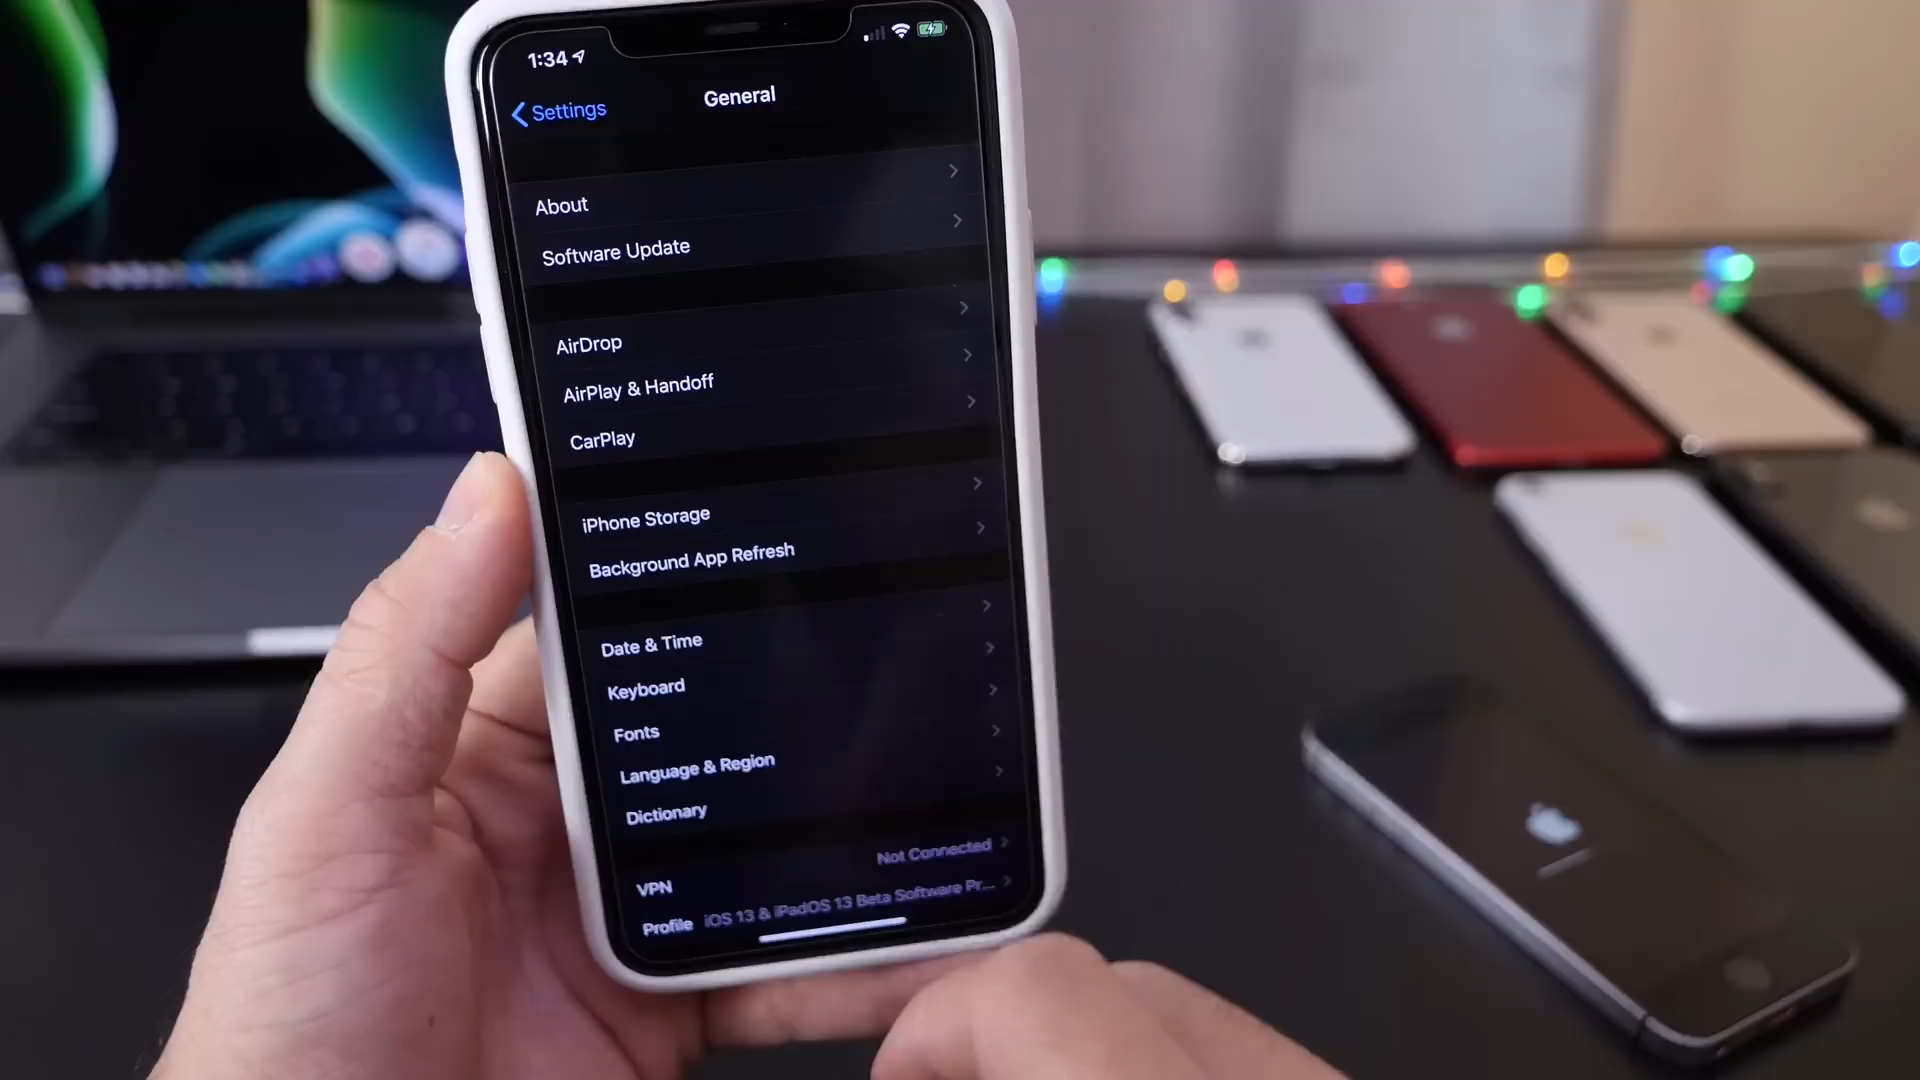 1:34
Settings
General
About
Software Update
AirDrop
AirPlay & Handoff
CarPlay
iPhone Storage
Background App Refresh
Date & Time
Keyboard
Fonts
Language & Region
Dictionary
VPN Not Connected
Profile iOS 13 & iPadOS 13 Beta Software Pr...